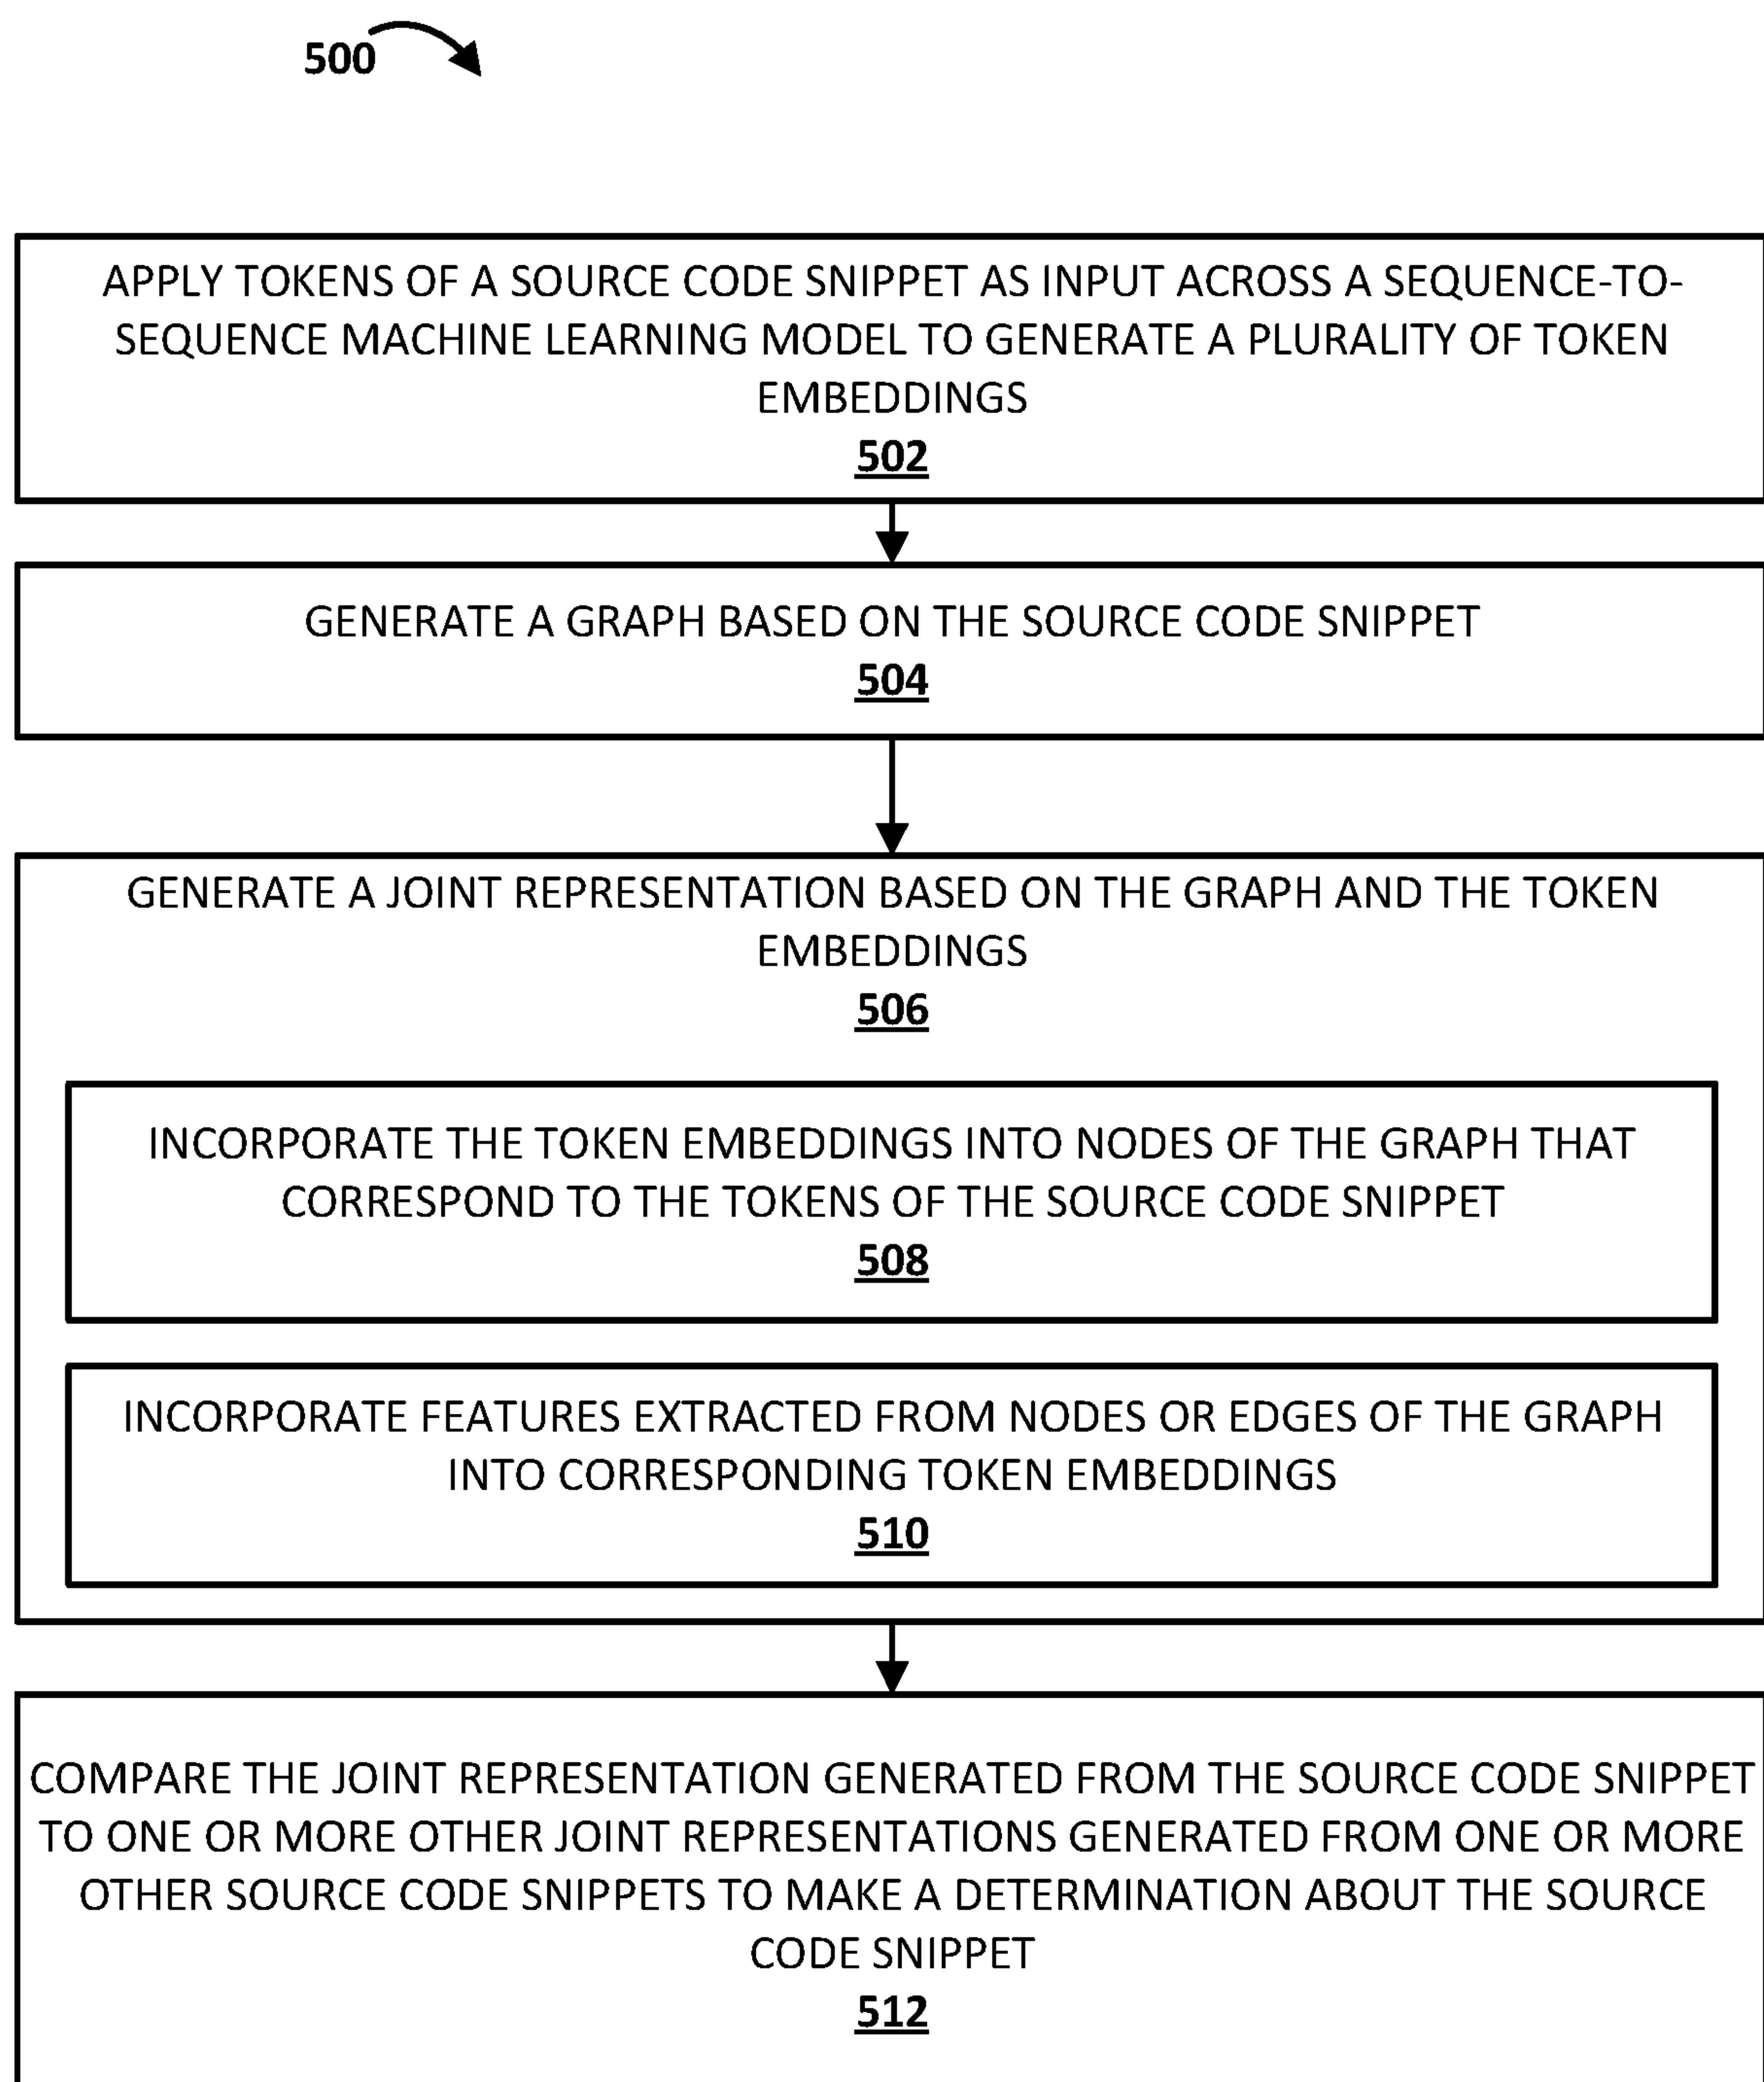 500
APPLY TOKENS OF A SOURCE CODE SNIPPET AS INPUT ACROSS A SEQUENCE-TO-
SEQUENCE MACHINE LEARNING MODEL TO GENERATE A PLURALITY OF TOKEN
EMBEDDINGS
502
GENERATE A GRAPH BASED ON THE SOURCE CODE SNIPPET
504
GENERATE A JOINT REPRESENTATION BASED ON THE GRAPH AND THE TOKEN
EMBEDDINGS
506
INCORPORATE THE TOKEN EMBEDDINGS INTO NODES OF THE GRAPH THAT
CORRESPOND TO THE TOKENS OF THE SOURCE CODE SNIPPET
508
INCORPORATE FEATURES EXTRACTED FROM NODES OR EDGES OF THE GRAPH
INTO CORRESPONDING TOKEN EMBEDDINGS
510
COMPARE THE JOINT REPRESENTATION GENERATED FROM THE SOURCE CODE SNIPPET
TO ONE OR MORE OTHER JOINT REPRESENTATIONS GENERATED FROM ONE OR MORE
OTHER SOURCE CODE SNIPPETS TO MAKE A DETERMINATION ABOUT THE SOURCE
CODE SNIPPET
512